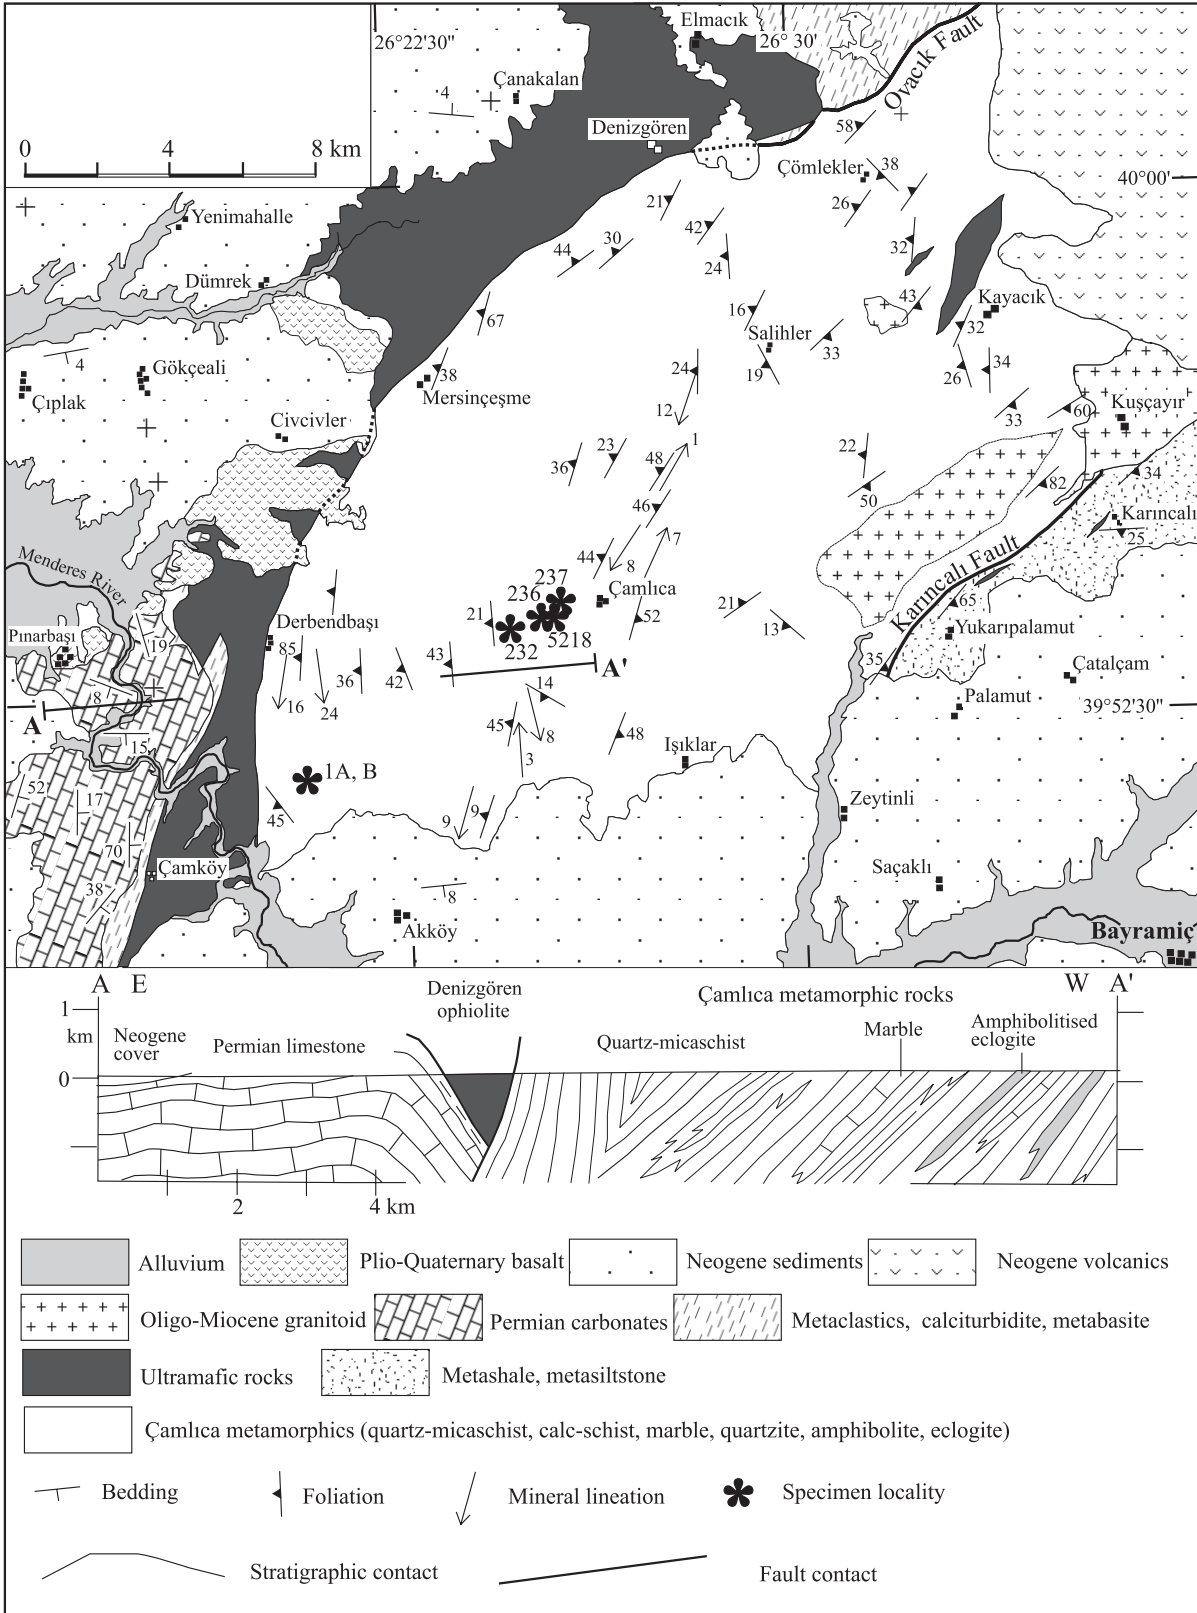 26°22'30"
Elmacık
26° 30'
Ovacık Fault
Çanakalan
4
Denizgören
58
0
4
8 km
Çömlekler
38
40°00'
21
26
Yenimahalle
42
44
30
24
32
Dümrek
43
Kayacık
16
67
32
Salihler
33
4
Gökçeali
38
24
19
26
34
Mersinçeşme
Çıplak
12
33
60
Kuşçayır
Civcivler
1
23
48
22
36
34
82
50
46
Karıncalı
7
25
44
Karıncalı Fault
Menderes River
8
237
Çamlıca
236
21
52
21
65
Derbendbaşı
5218
13
Yukarıpalamut
Pınarbaşı
19
85
232
43
A'
35
Çatalçam
36
42
8
14
Palamut
39°52'30"
A
16
24
45
8
48
15
3
Işıklar
1A, B
52
17
Zeytinli
9
9
45
70
Çamköy
Saçaklı
38
8
Akköy
Bayramiç
A E
W A'
Denizgören
ophiolite
Çamlıca metamorphic rocks
1
km
Neogene
cover
Permian limestone
Quartz-micaschist
Marble
Amphibolitised
eclogite
0
2
4 km
Alluvium
Plio-Quaternary basalt
Neogene sediments
Neogene volcanics
Oligo-Miocene granitoid
Permian carbonates
Metaclastics, calciturbidite, metabasite
Ultramafic rocks
Metashale, metasiltstone
Çamlıca metamorphics (quartz-micaschist, calc-schist, marble, quartzite, amphibolite, eclogite)
Bedding
Foliation
Mineral lineation
Specimen locality
Stratigraphic contact
Fault contact